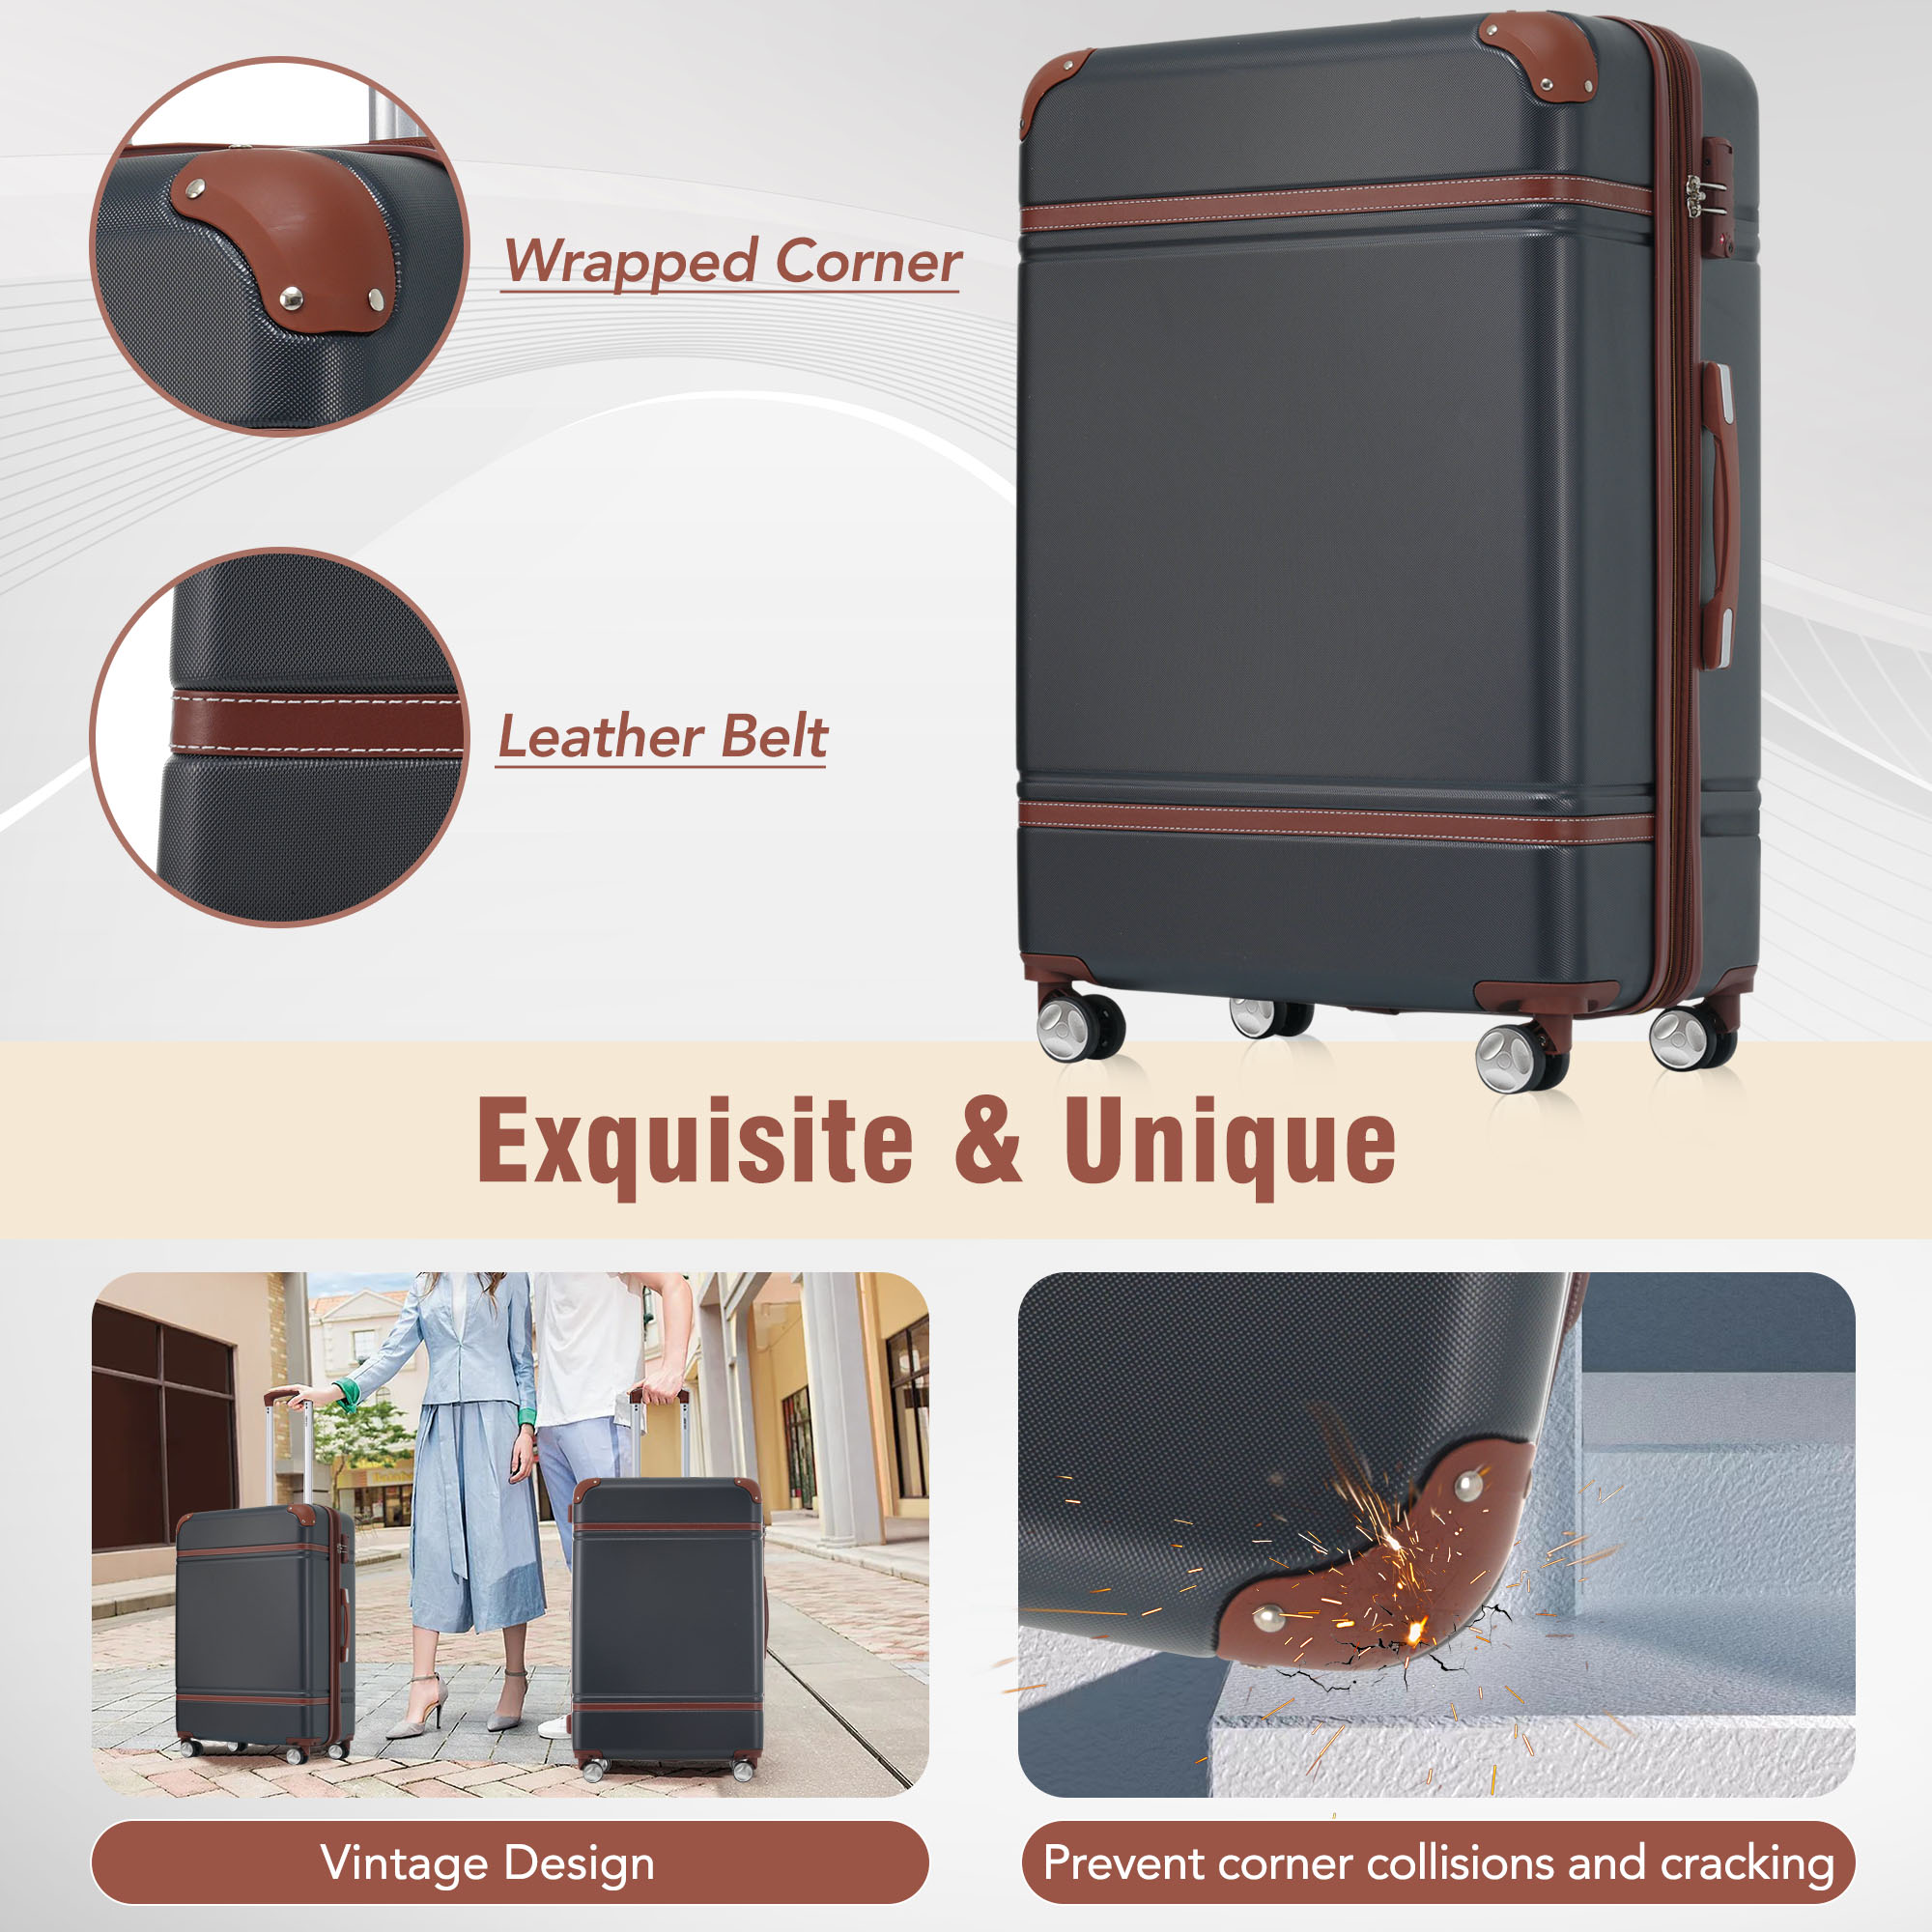 Wrapped Corner
Leather Belt
Exquisite & Unique
Vintage Design
Prevent corner collisions and cracking